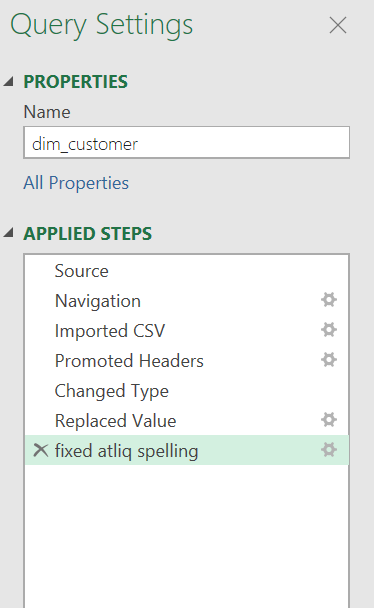 Query Settings
PROPERTIES
Name
dim_customer
All Properties
APPLIED STEPS
Source
Navigation
Imported CSV
Promoted Headers
Changed Type
Replaced Value
fixed atliq spelling